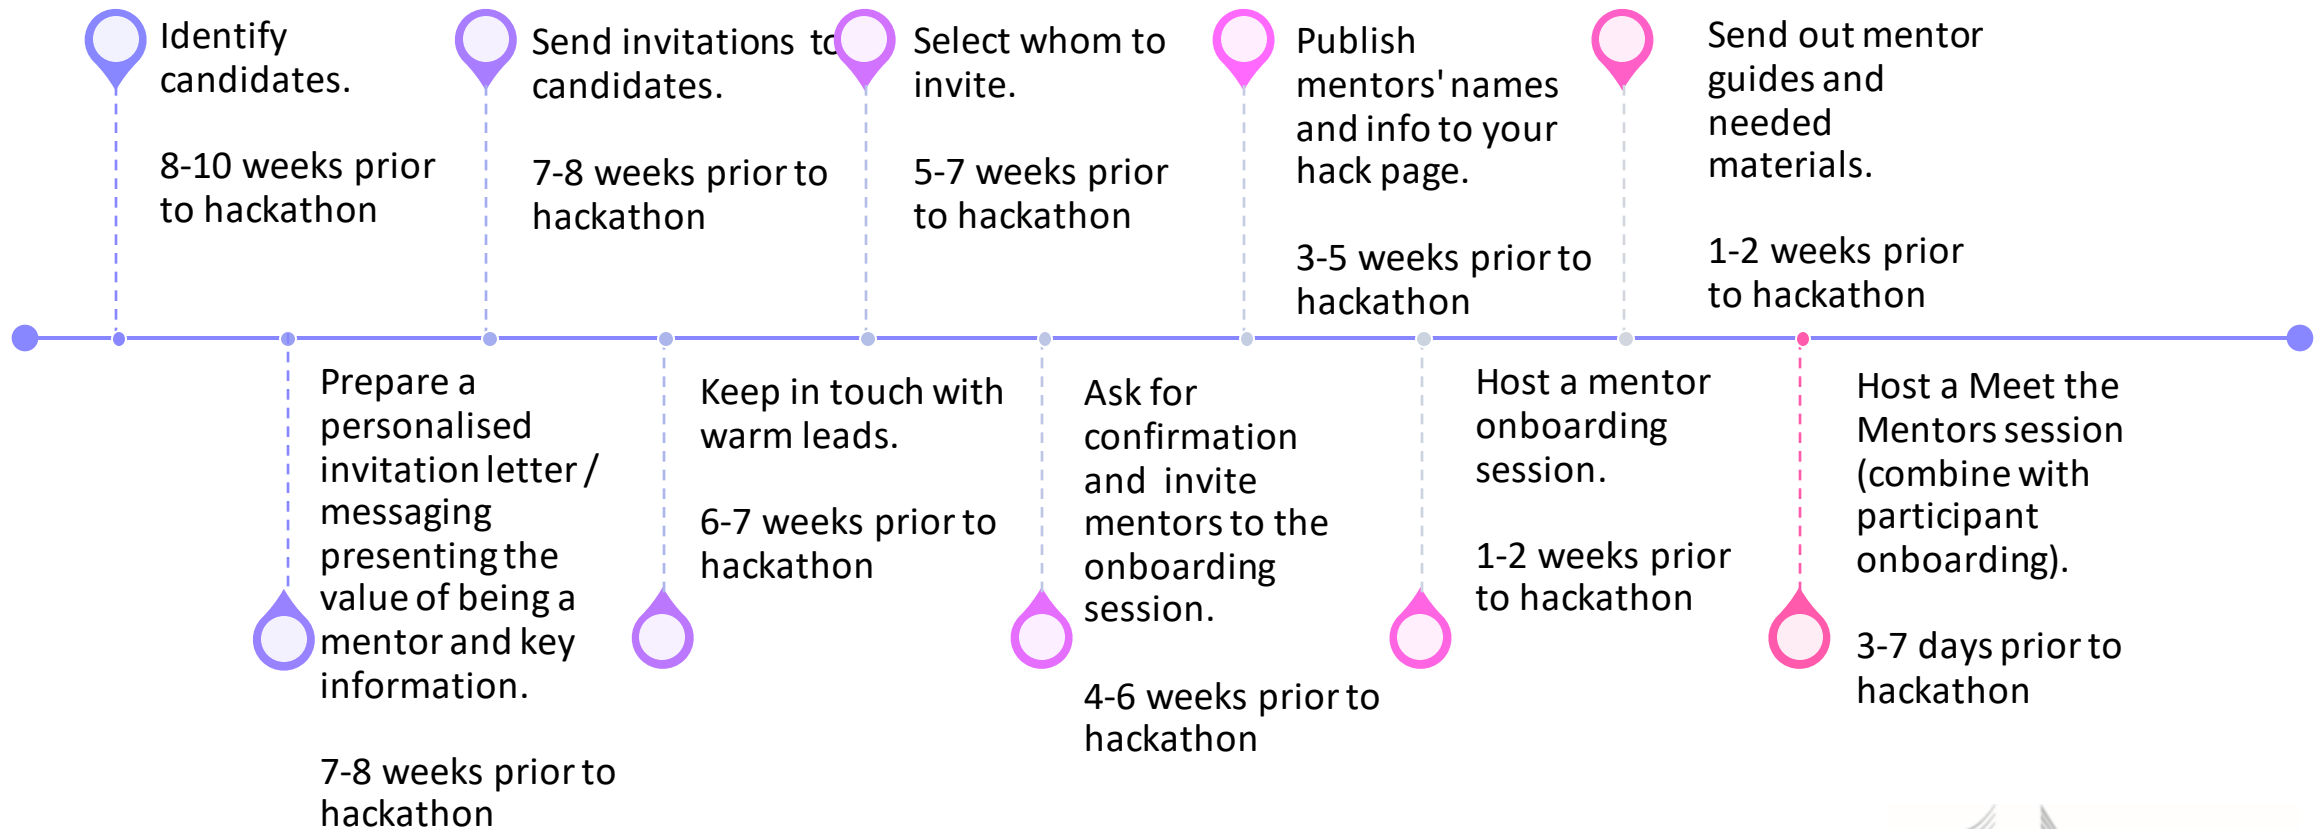 Identify
candidates.
8-10 weeks prior
to hackathon
Prepare a
personalised
invitation letter /
messaging
presenting the
value of being a
mentor and key
information.
7-8 weeks prior to
hackathon
Send invitations to
candidates.
7-8 weeks prior to
hackathon
Keep in touch with
warm leads.
6-7 weeks prior to
hackathon
Select whom to
invite.
5-7 weeks prior
to hackathon
Ask for
confirmation
and invite
mentors to the
onboarding
session.
4-6 weeks prior to
hackathon
Publish
mentors' names
and info to your
hack page.
3-5 weeks prior to
hackathon
Host a mentor
onboarding
session.
1-2 weeks prior
to hackathon
Send out mentor
guides and
needed
materials.
1-2 weeks prior
to hackathon
Host a Meet the
Mentors session
(combine with
participant
onboarding).
3-7 days prior to
hackathon